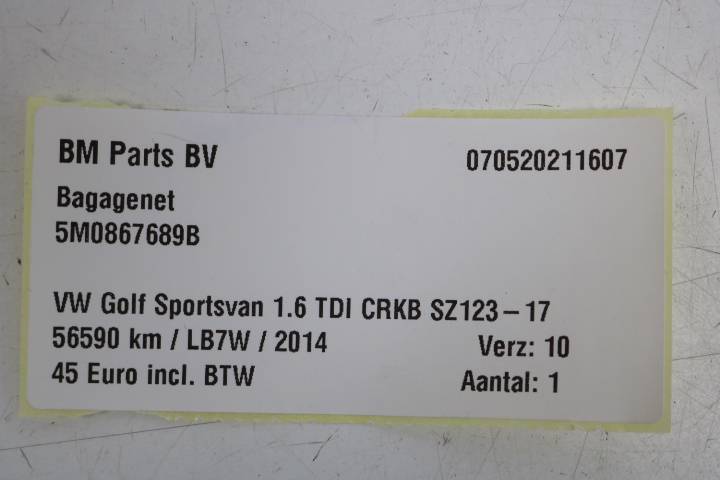 BM Parts BV 070520211607
Bagagenet
5M0867689B
VW Golf Sportsvan 1.6 TDI CRKB SZ123-17
56590 km / LB7W / 2014 Verz: 10
45 Euro incl. BTW Aantal: 1